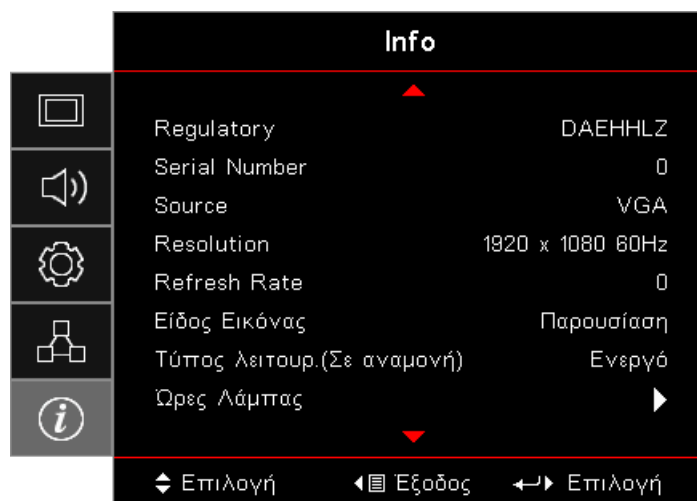 Info
Regulatory DAEHHLZ
Serial Number 0
Source VGA
Resolution 1920 x 1080 60Hz
Refresh Rate 0
Είδος Εικόνας Παρουσίαση
Τύπος λειτουρ.(Σε αναμονή) Ενεργό
Ώρες Λάμπας
Επιλογή Έξοδος Επιλογή